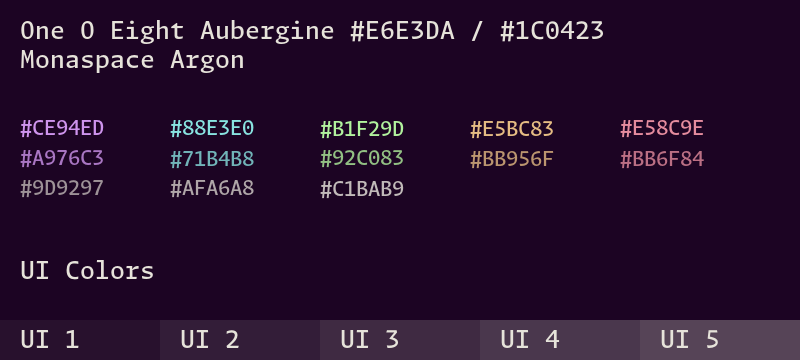 One O Eight Aubergine #E6E3DA / #1C0423
Monaspace Argon
#CE94ED #88E3E0 #B1F29D #E5BC83 #E58C9E
#A976C3 #71B4B8 #92C083 #BB956F #BB6F84
#9D9297 #AFA6A8 #C1BAB9
UI Colors
UI 1 UI 2 UI 3 UI 4 UI 5